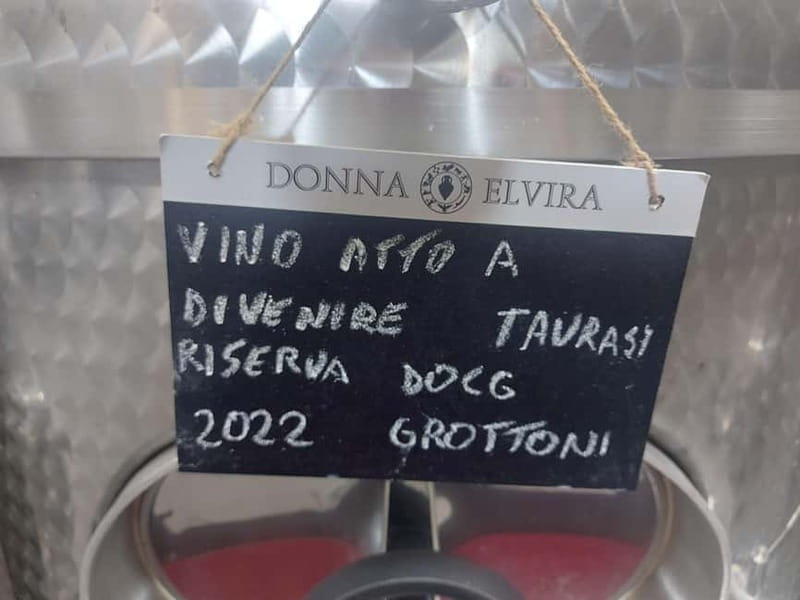 DONNA ELVIRA
VINO ATTO A
DIVENIRE TAURASI
RISERVA DOCG
2022 GROTTONI